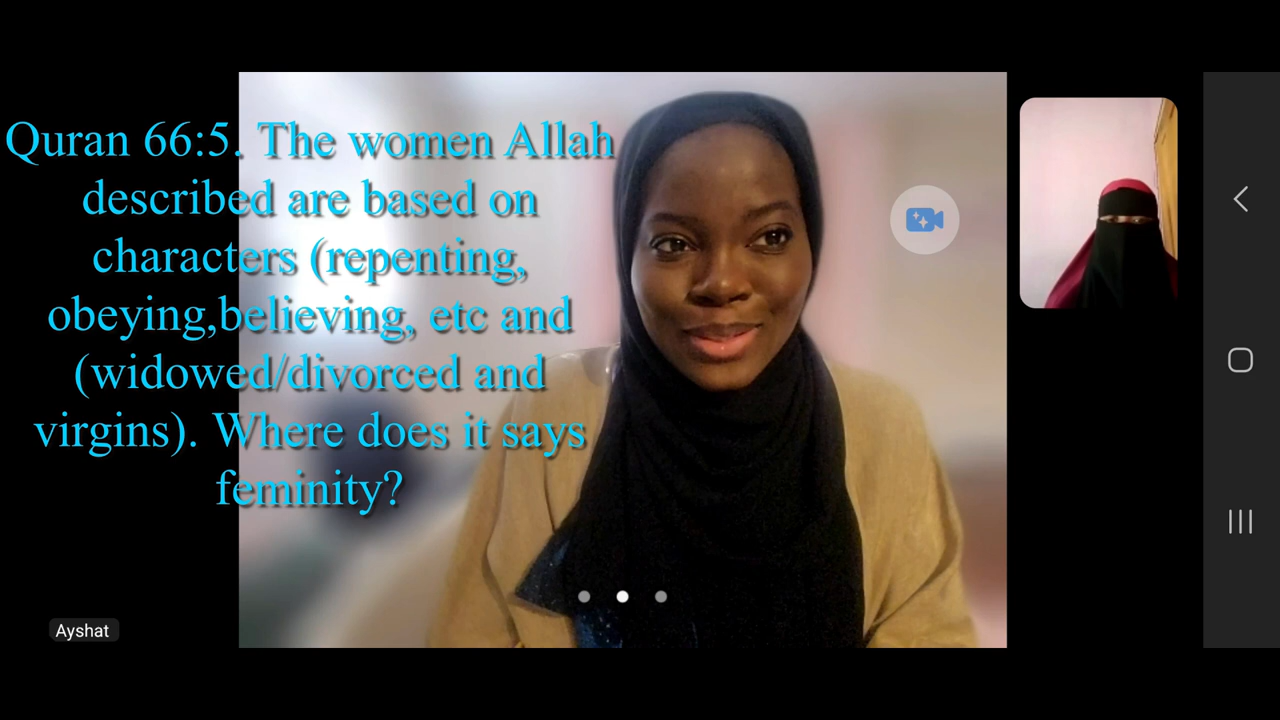 Quran 66:5. The women Allah
described are based on
characters (repenting,
obeying,believing, etc and
(widowed/divorced and
virgins). Where does it says
feminity?
Ayshat